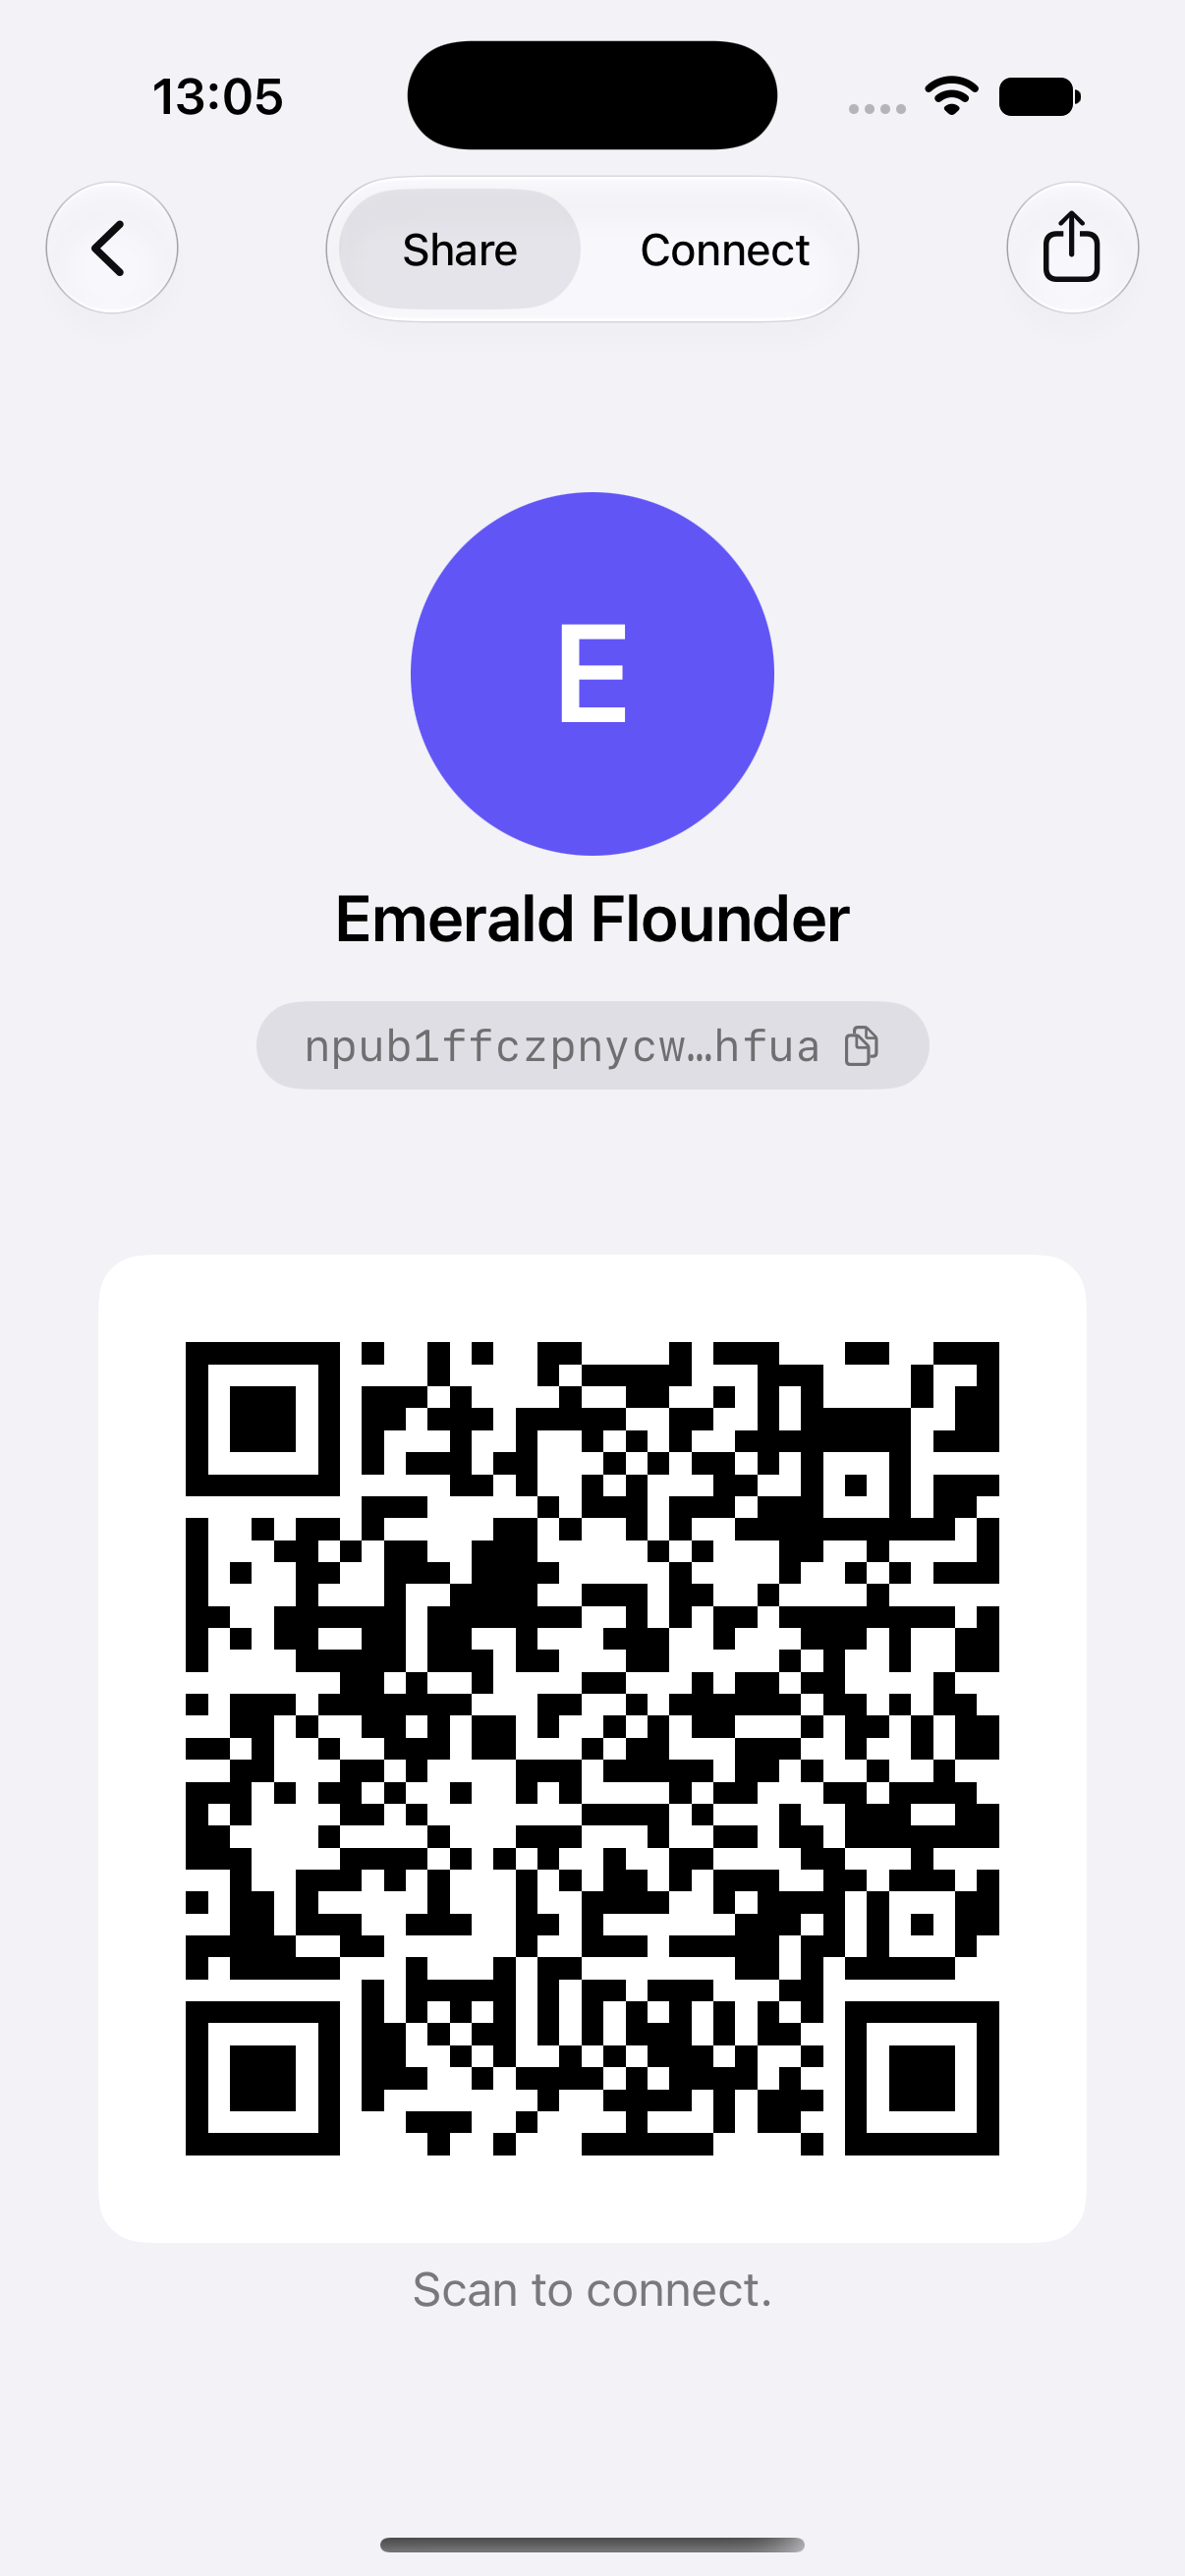 13:05
Share
Connect
E
Emerald Flounder
npub1ffczpnycw…hfua
Scan to connect.